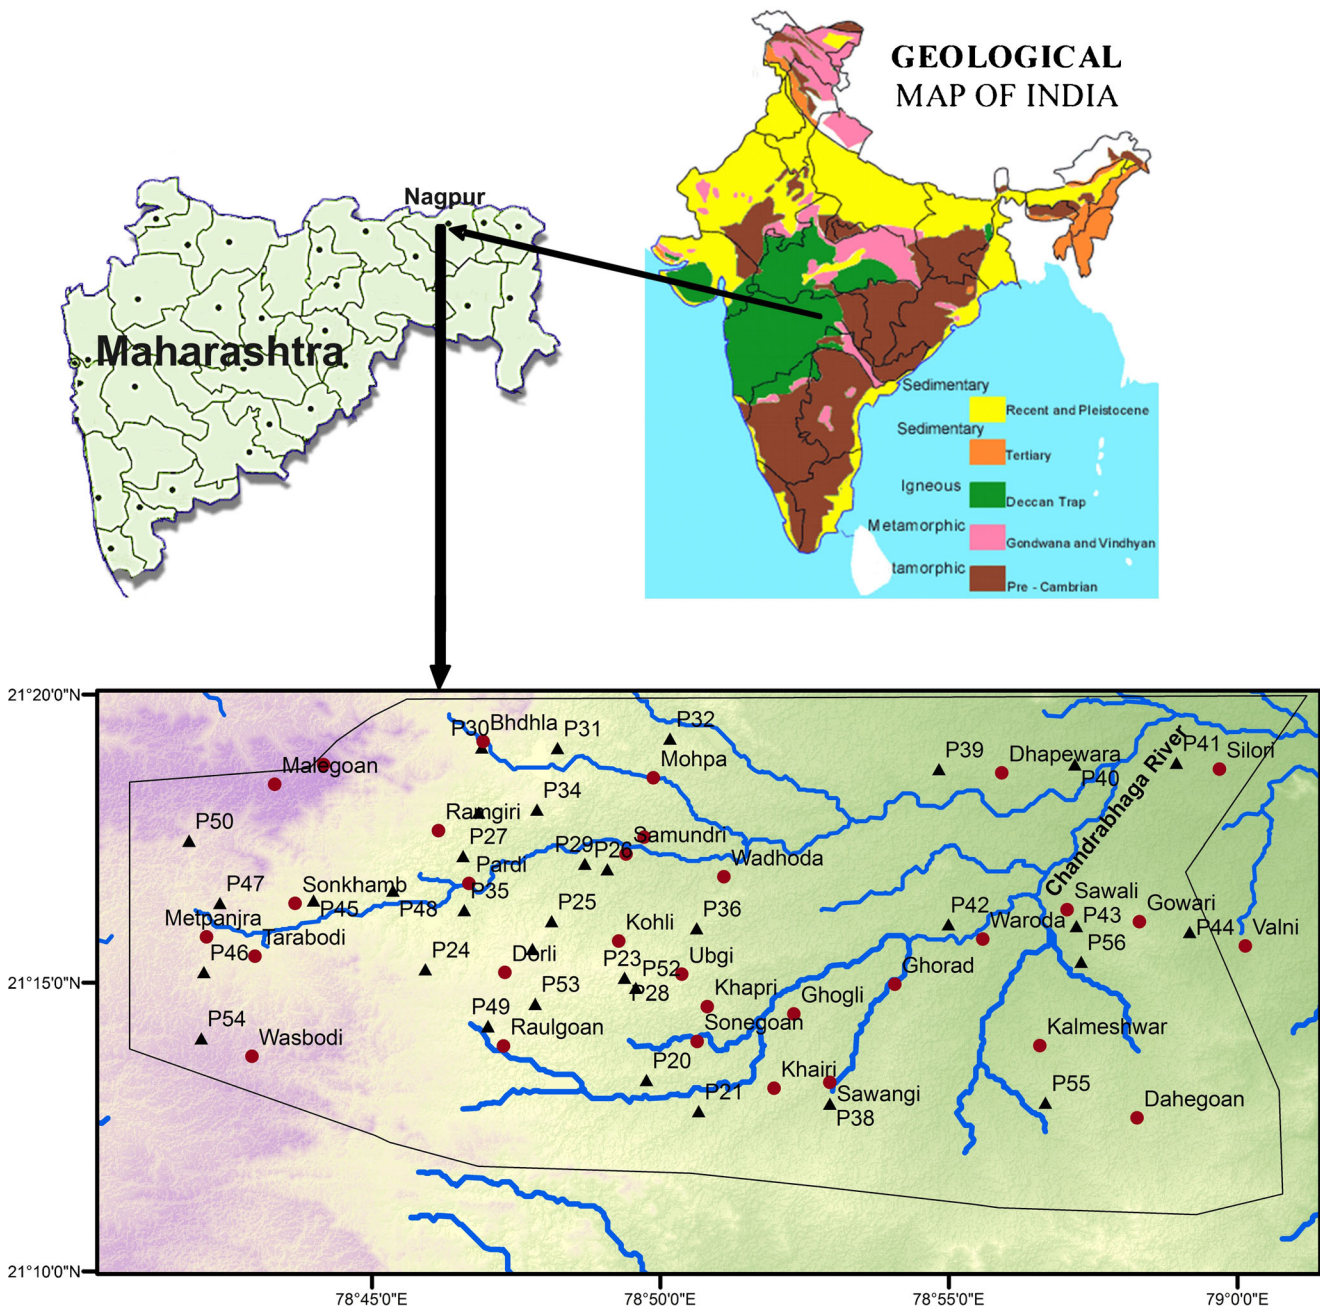 GEOLOGICAL
MAP OF INDIA
Nagpur
Maharashtra
Sedimentary
Recent and Pleistocene
Sedimentary
Tertiary
Igneous
Deccan Trap
Metamorphic
Gondwana and Vindhyan
tamorphic
Pre - Cambrian
21°20'0"N
21°15'0"N
21°10'0"N
P30
Bhdhla
P31
P32
Mohpa
P39
Dhapewara
P40
P41
Silori
Chandrabhaga River
Malegoan
P50
Ramgiri
P34
P27
P29
P26
Samundri
Wadhoda
Pardi
P35
P47
Sonkhamb
P45
P48
Metpanjra
Tarabodi
P46
P25
Kohli
P36
P42
Waroda
Sawali
P43
P56
Gowari
P44
Valni
P24
Dorli
P23
P52
P28
Ubgi
Ghorad
P53
Khapri
Ghogli
P49
Raulgoan
Sonegoan
P54
Wasbodi
Kalmeshwar
P20
Khairi
P21
Sawangi
P38
P55
Dahegoan
78°45'0"E
78°50'0"E
78°55'0"E
79°0'0"E